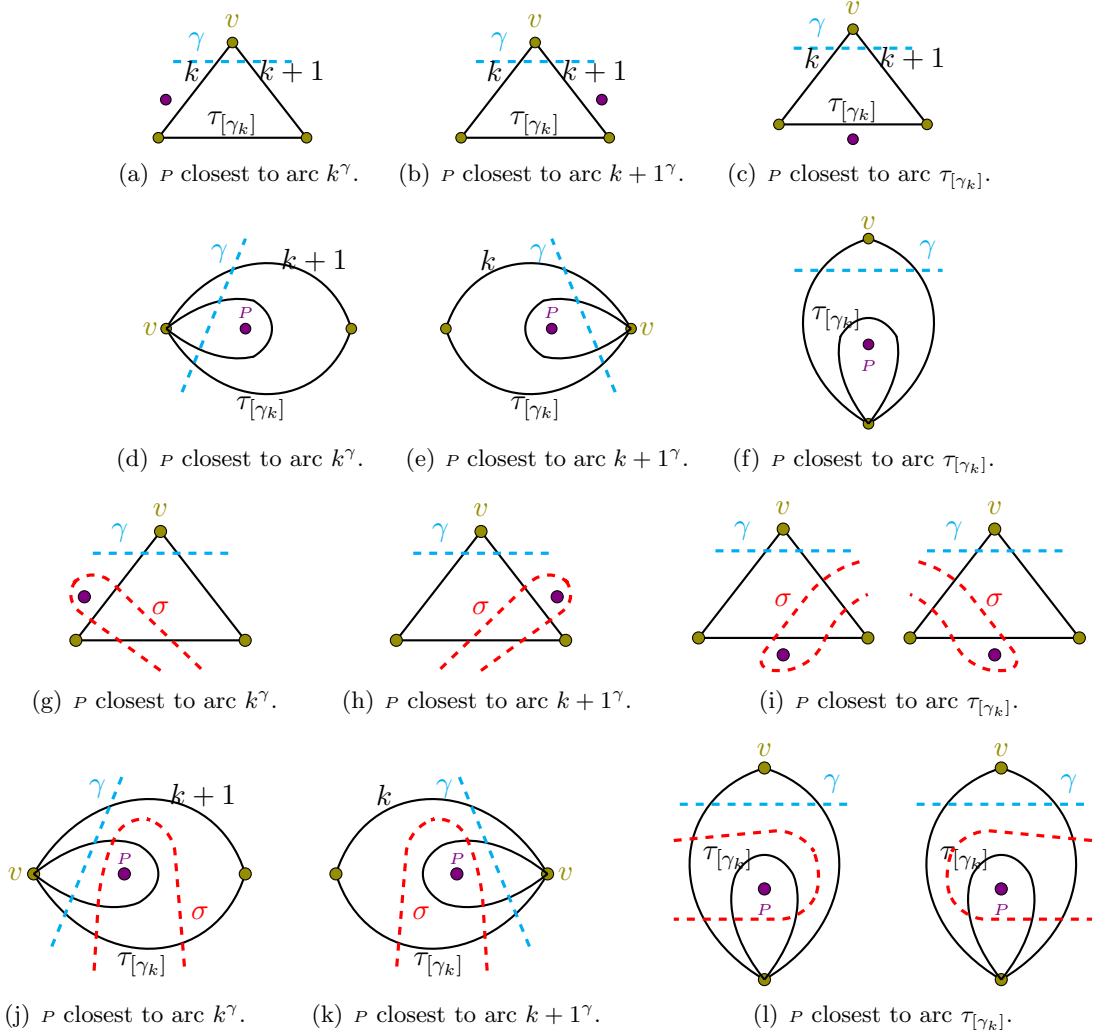 v v v
γ γ γ
k k + 1 k k + 1 k k + 1
τ[γk] τ[γk] τ[γk]
(a) P closest to arc k^γ. (b) P closest to arc k + 1^γ. (c) P closest to arc τ[γk].
γ k + 1 k γ v γ
v P P v τ[γk] P
τ[γk] τ[γk]
(d) P closest to arc k^γ. (e) P closest to arc k + 1^γ. (f) P closest to arc τ[γk].
v v v v
γ γ γ γ
σ σ σ σ
(g) P closest to arc k^γ. (h) P closest to arc k + 1^γ. (i) P closest to arc τ[γk].
γ k + 1 k γ v γ v γ
v P P v τ[γk] P τ[γk] P
σ σ
τ[γk] τ[γk]
(j) P closest to arc k^γ. (k) P closest to arc k + 1^γ. (l) P closest to arc τ[γk].